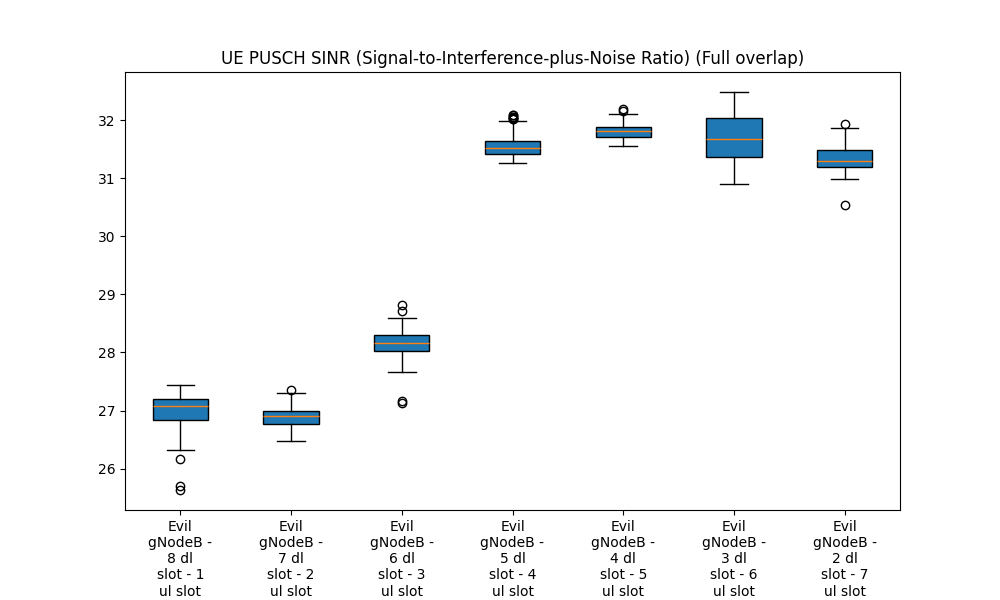 UE PUSCH SINR (Signal-to-Interference-plus-Noise Ratio) (Full overlap)
32
31
30
29
28
27
26
Evil
gNodeB -
8 dl
slot - 1
ul slot
Evil
gNodeB -
7 dl
slot - 2
ul slot
Evil
gNodeB -
6 dl
slot - 3
ul slot
Evil
gNodeB -
5 dl
slot - 4
ul slot
Evil
gNodeB -
4 dl
slot - 5
ul slot
Evil
gNodeB -
3 dl
slot - 6
ul slot
Evil
gNodeB -
2 dl
slot - 7
ul slot